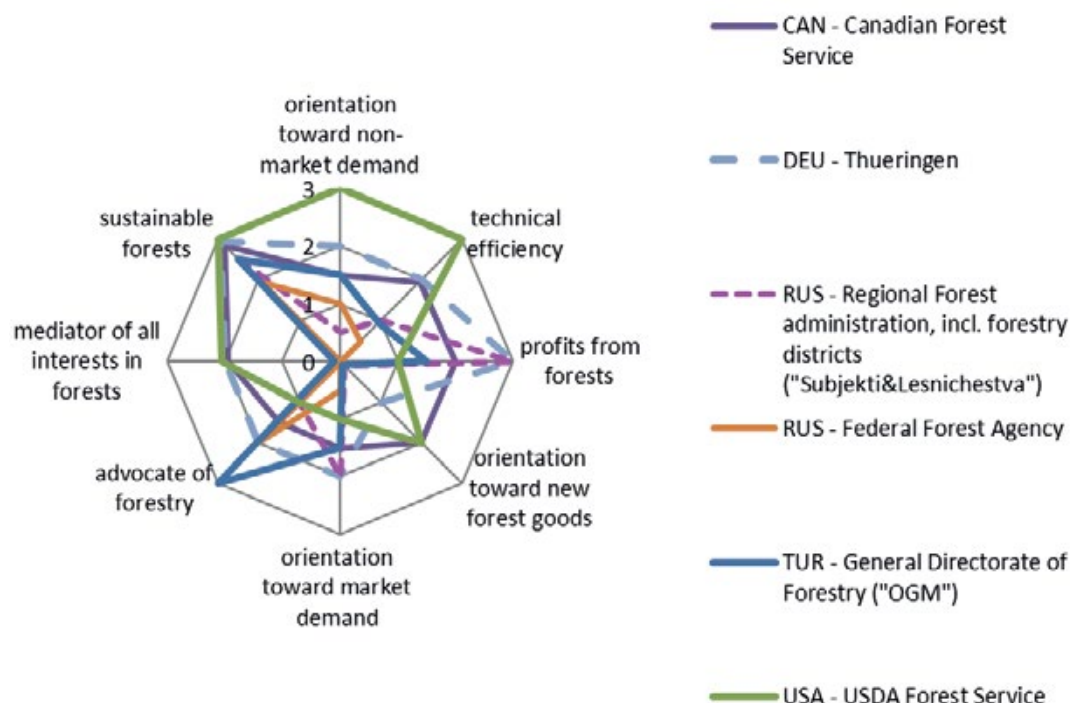 orientation
toward non-
market demand
technical
efficiency
profits from
forests
orientation
toward new
forest goods
orientation
toward market
demand
advocate of
forestry
mediator of all
interests in
forests
sustainable
forests
3
2
1
0
CAN - Canadian Forest
Service
DEU - Thueringen
RUS - Regional Forest
administration, incl. forestry
districts
("Subjekti&Lesnichestva")
RUS - Federal Forest Agency
TUR - General Directorate of
Forestry ("OGM")
USA - USDA Forest Service